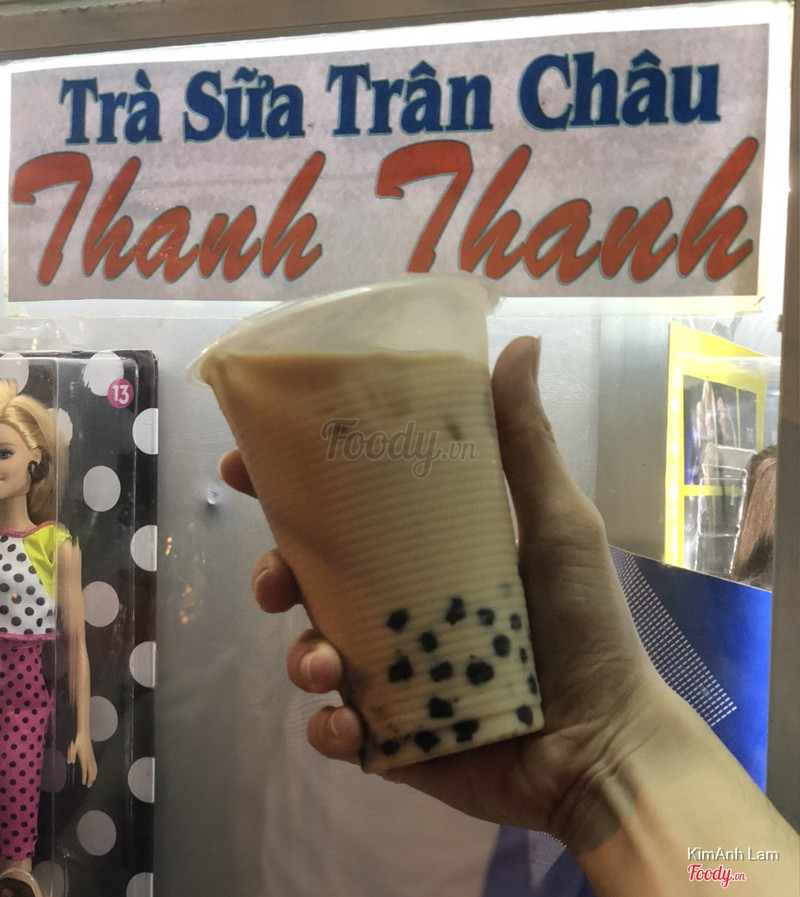 Trà Sữa Trân Châu
Thanh Thanh
13
Foody.vn
KimAnh Lam
Foody.vn